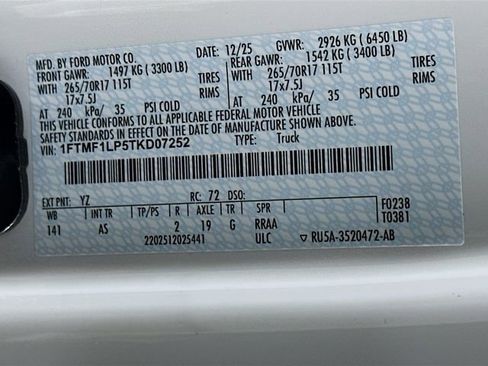 MFD. BY FORD MOTOR CO. 12/25 GVWR: 2926 KG ( 6450 LB)
FRONT GAWR: 1497 KG ( 3300 LB) REAR GAWR: 1542 KG ( 3400 LB)
WITH WITH
265/70R17 115T TIRES 265/70R17 115T TIRES
17x7.5J RIMS 17x7.5J RIMS
AT 240 kPa/ 35 PSI COLD AT 240 kPa/ 35 PSI COLD
THIS VEHICLE CONFORMS TO ALL APPLICABLE FEDERAL MOTOR VEHICLE
SAFETY STANDARDS IN EFFECT ON THE DATE OF MANUFACTURE SHOWN ABOVE.
VIN: 1FTMF1LP5TKD07252 TYPE: Truck
EXT PNT: YZ RC: 72 DSO: F0238
WB INT TR TP/PS R AXLE TR SPR T0381
141 AS 2 19 G RRAA
2202512025441 ULC ▽ RU5A-3520472-AB